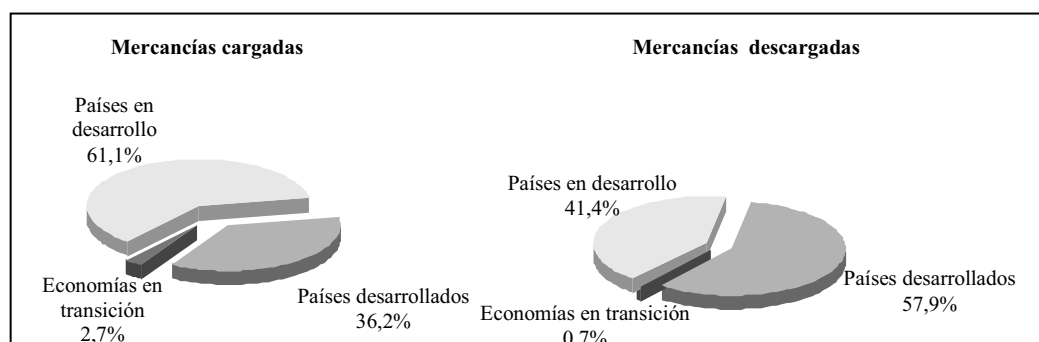 Mercancías cargadas
Países en
desarrollo
61,1%
Economías en
transición
2,7%
Países desarrollados
36,2%
Mercancías descargadas
Países en desarrollo
41,4%
Economías en transición
0,7%
Países desarrollados
57,9%